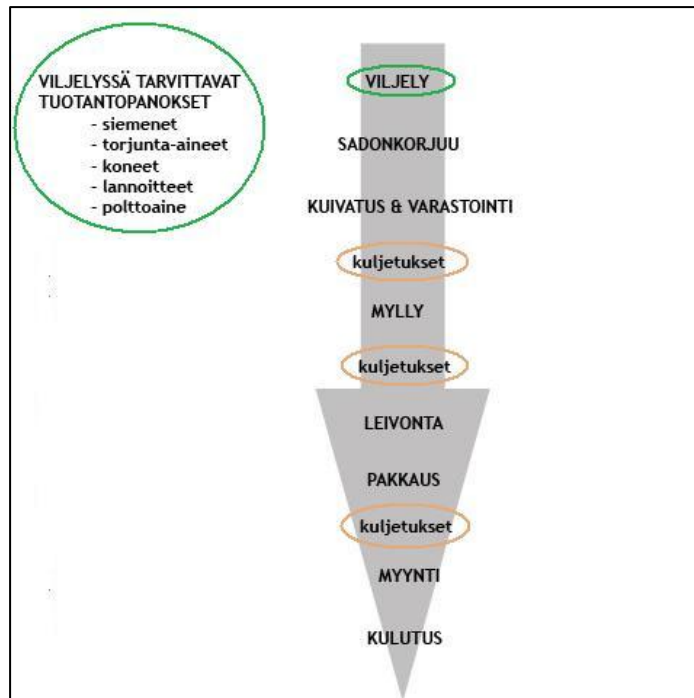 VILJELYSSÄ TARVITTAVAT
TUOTANTOPANOKSET
- siemenet
- torjunta-aineet
- koneet
- lannoitteet
- polttoaine
VILJELY
SADONKORJUU
KUIVATUS & VARASTOINTI
kuljetukset
MYLLY
kuljetukset
LEIVONTA
PAKKAUS
kuljetukset
MYYNTI
KULUTUS